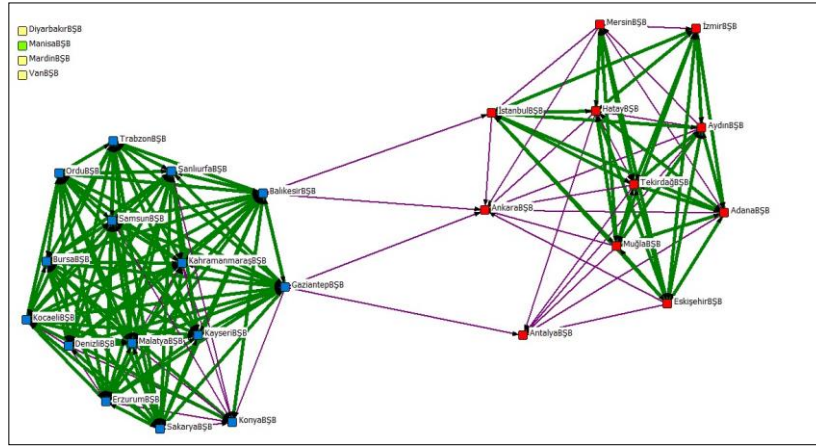 DiyarbakırBŞB
ManisaBŞB
MardinBŞB
VanBŞB
MersinBŞB
İzmirBŞB
İstanbulBŞB
HatayBŞB
AydınBŞB
TrabzonBŞB
OrduBŞB
ŞanlıurfaBŞB
BalıkesirBŞB
TekirdağBŞB
SamsunBŞB
AnkaraBŞB
AdanaBŞB
MuğlaBŞB
BursaBŞB
KahramanmaraşBŞB
GaziantepBŞB
EskişehirBŞB
KocaeliBŞB
DenizliBŞB
MalatyaBŞB
KayseriBŞB
AntalyaBŞB
ErzurumBŞB
SakaryaBŞB
KonyaBŞB